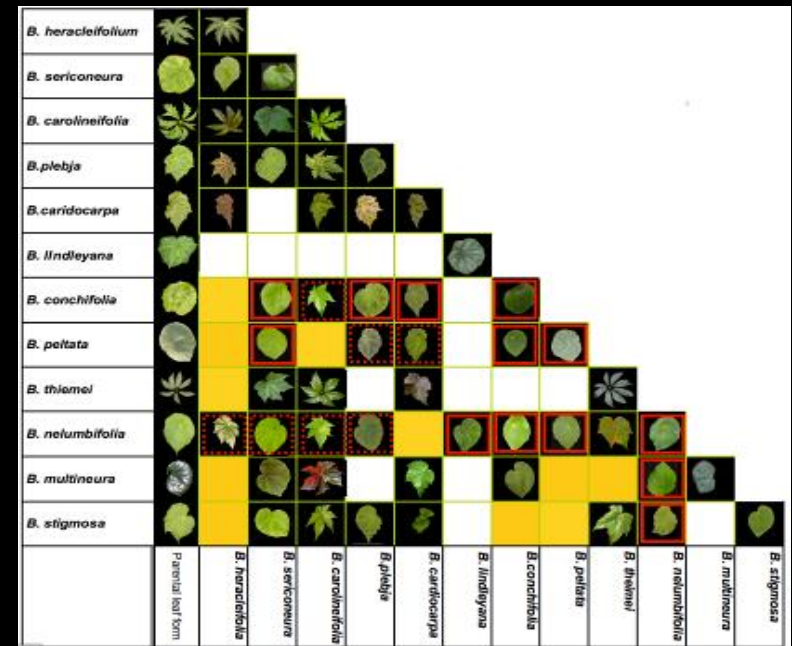 B. heracleifolium
B. sericoneura
B. carolineifolia
B.plebja
B.caridocarpa
B. lindleyana
B. conchifolia
B. peltata
B. thiemei
B. nelumbifolia
B. multineura
B. stigmosa
Parental leaf form
B. heracleifolia
B. sericoneura
B. carolineifolia
B.plebja
B. cardiocarpa
B. lindleyana
B.conchifolia
B. peltata
B. theimei
B. nelumbifolia
B. multineura
B. stigmosa